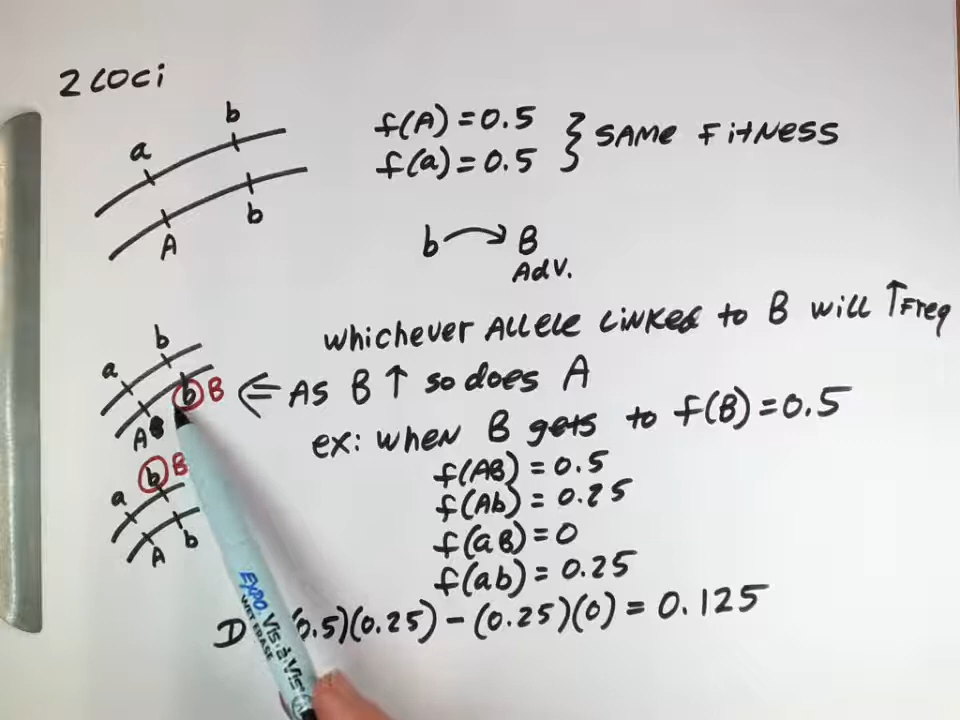 2 Loci
a
b
A
b
f(A) = 0.5
f(a) = 0.5
} SAME FITNESS
b → B
Adv.
a
b
A
b B
a
b B
A
b
WHICHEVER ALLELE LINKED to B will ↑ Freq
⇐ AS B ↑ so does A
ex: when B gets to f(B) = 0.5
f(AB) = 0.5
f(Ab) = 0.25
f(aB) = 0
f(ab) = 0.25
D (0.5)(0.25) - (0.25)(0) = 0.125
EXPO Vis-à-Vis
WET ERASE